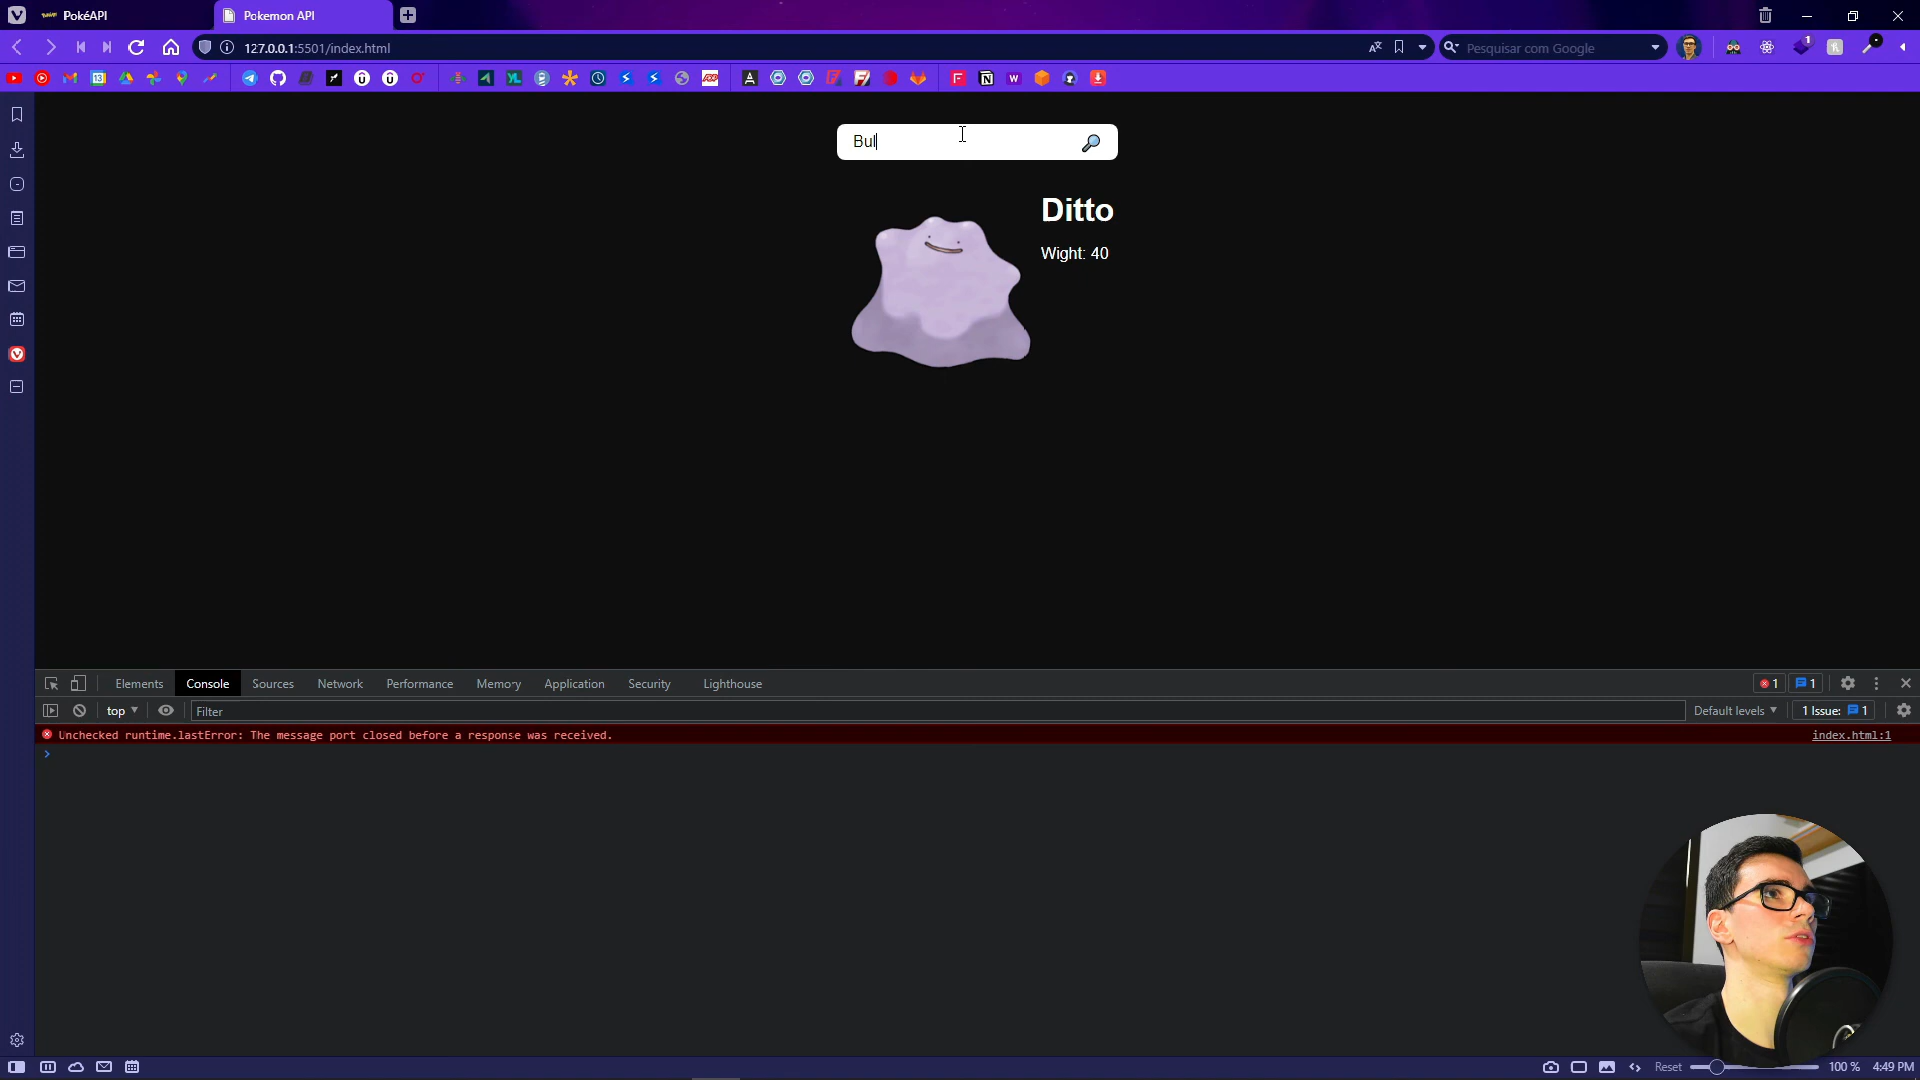 PokéAPI
Pokemon API
127.0.0.1:5501/index.html
Pesquisar com Google
Bul
Ditto
Wight: 40
Elements Console Sources Network Performance Memory Application Security Lighthouse
1 1
top Filter Default levels 1 Issue: 1
Unchecked runtime.lastError: The message port closed before a response was received. index.html:1
Reset 100 % 4:49 PM